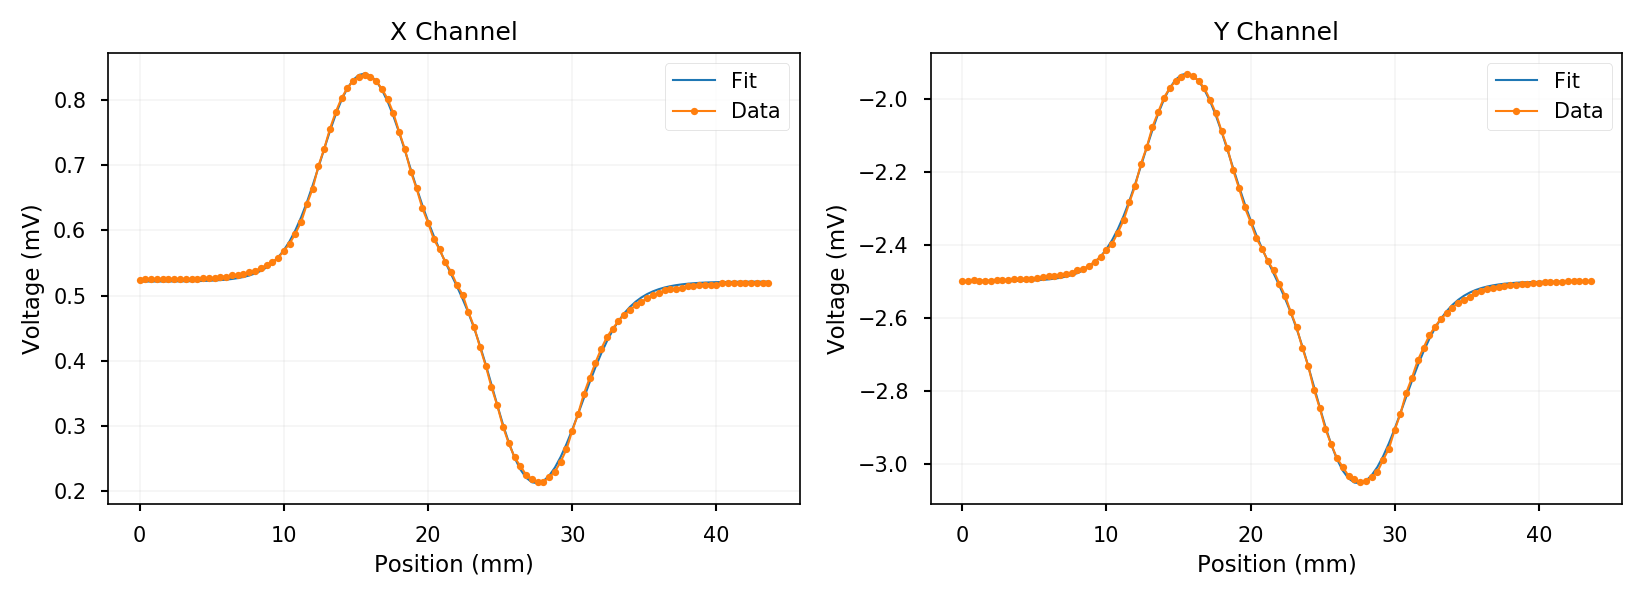 X Channel
Voltage (mV)
0.8
0.7
0.6
0.5
0.4
0.3
0.2
0
10
20
30
40
Position (mm)
Fit
Data
Y Channel
Voltage (mV)
−2.0
−2.2
−2.4
−2.6
−2.8
−3.0
0
10
20
30
40
Position (mm)
Fit
Data